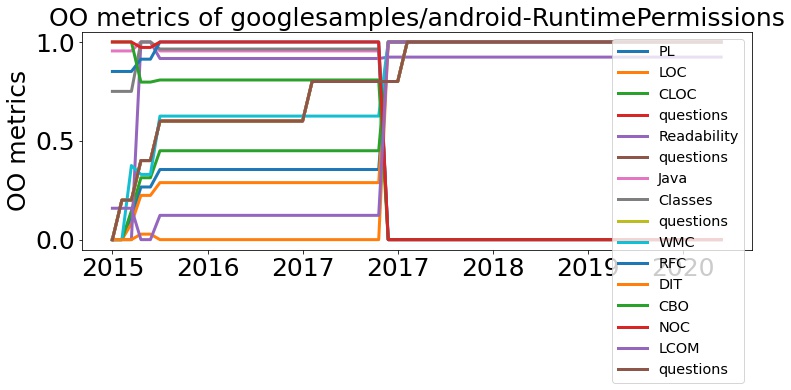 OO metrics of googlesamples/android-RuntimePermissions
OO metrics
1.0
0.5
0.0
2015 2016 2017 2017 2018 2019 2020
PL
LOC
CLOC
questions
Readability
questions
Java
Classes
questions
WMC
RFC
DIT
CBO
NOC
LCOM
questions